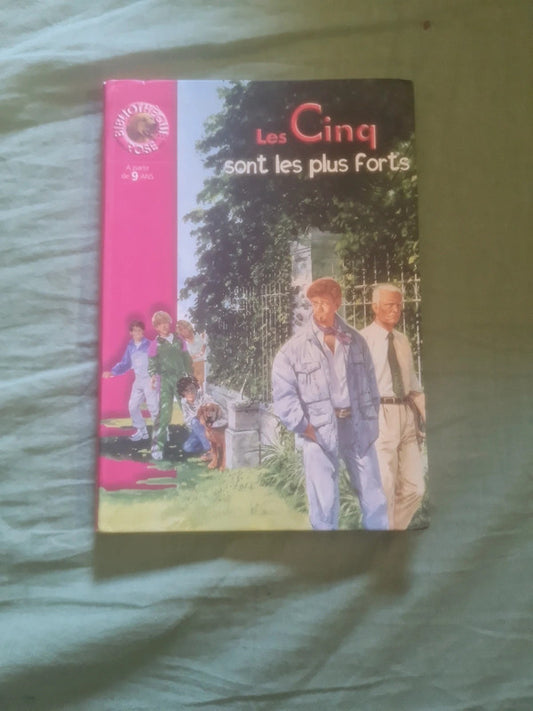 BIBLIOTHÈQUE
ROSE
A partir
de 9 ANS
Les Cinq
sont les plus forts